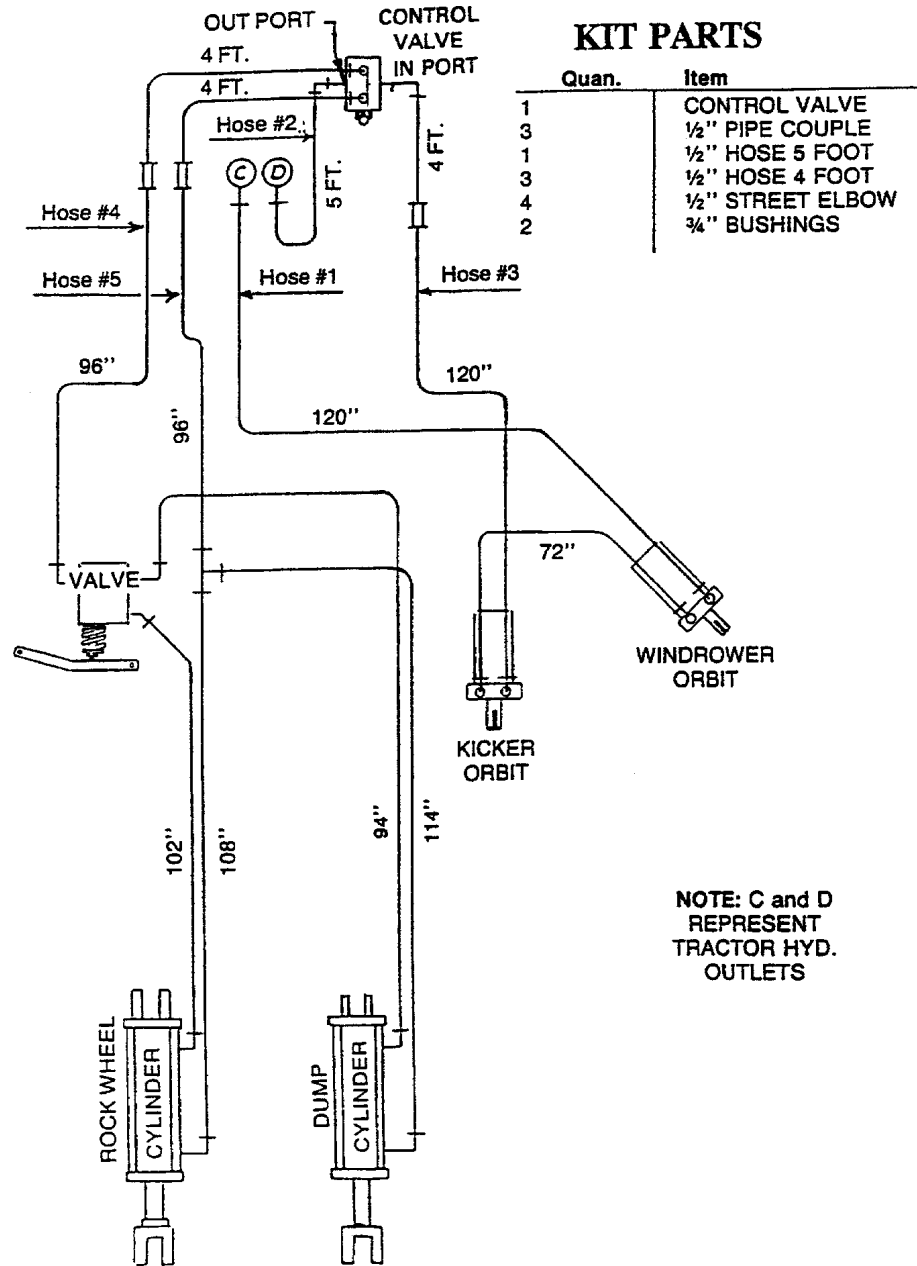 OUT PORT
CONTROL
VALVE
IN PORT
KIT PARTS
Quan. Item
1 CONTROL VALVE
3 ½" PIPE COUPLE
1 ½" HOSE 5 FOOT
3 ½" HOSE 4 FOOT
4 ½" STREET ELBOW
2 ¾" BUSHINGS
4 FT.
4 FT.
Hose #2
C
D
5 FT.
4 FT.
Hose #4
Hose #5
Hose #1
Hose #3
96"
96"
120"
120"
72"
VALVE
WINDROWER
ORBIT
KICKER
ORBIT
102"
108"
94"
114"
NOTE: C and D
REPRESENT
TRACTOR HYD.
OUTLETS
ROCK WHEEL
CYLINDER
DUMP
CYLINDER